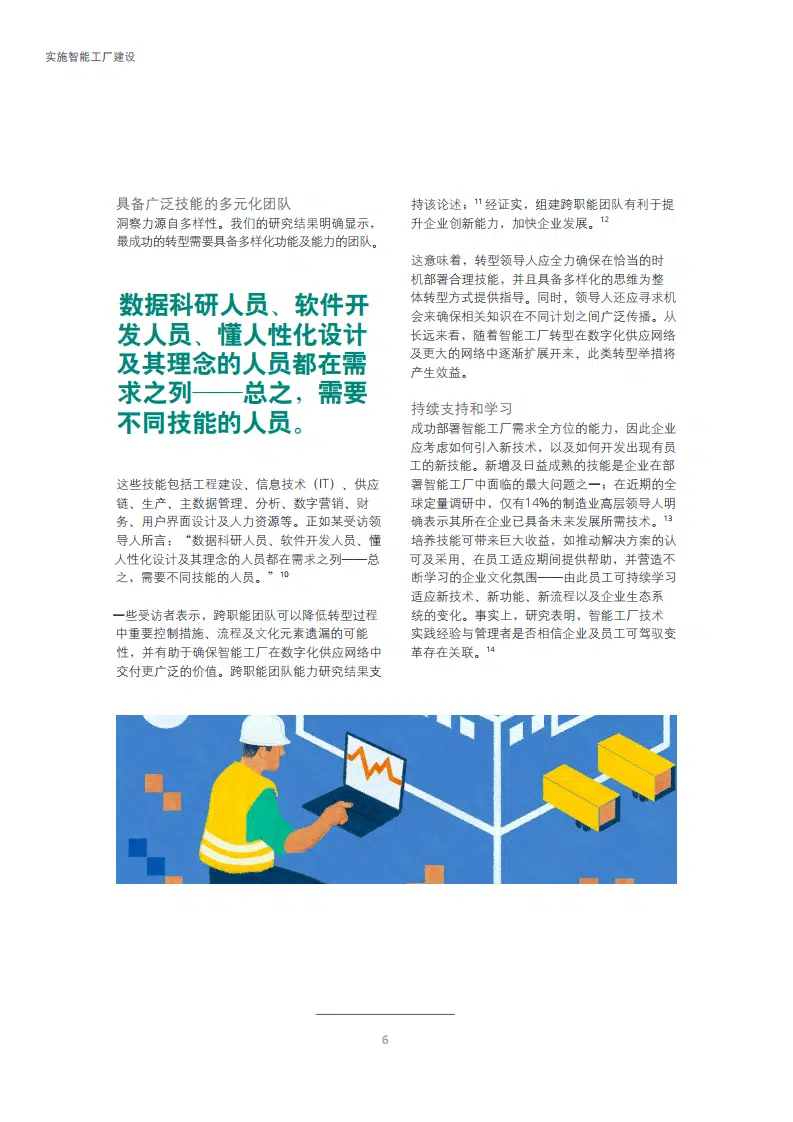 实施智能工厂建设
具备广泛技能的多元化团队
洞察力源自多样性。我们的研究结果明确显示，
最成功的转型需要具备多样化功能及能力的团队。
数据科研人员、软件开
发人员、懂人性化设计
及其理念的人员都在需
求之列——总之，需要
不同技能的人员。
这些技能包括工程建设、信息技术（IT）、供应
链、生产、主数据管理、分析、数字营销、财
务、用户界面设计及人力资源等。正如某受访领
导人所言：“数据科研人员、软件开发人员、懂
人性化设计及其理念的人员都在需求之列——总
之，需要不同技能的人员。”10
一些受访者表示，跨职能团队可以降低转型过程
中重要控制措施、流程及文化元素遗漏的可能
性，并有助于确保智能工厂在数字化供应网络中
交付更广泛的价值。跨职能团队能力研究结果支
持该论述；11 经证实，组建跨职能团队有利于提
升企业创新能力，加快企业发展。12
这意味着，转型领导人应全力确保在恰当的时
机部署合理技能，并且具备多样化的思维为整
体转型方式提供指导。同时，领导人还应寻求机
会来确保相关知识在不同计划之间广泛传播。从
长远来看，随着智能工厂转型在数字化供应网络
及更大的网络中逐渐扩展开来，此类转型举措将
产生效益。
持续支持和学习
成功部署智能工厂需求全方位的能力，因此企业
应考虑如何引入新技术，以及如何开发出现有员
工的新技能。新增及日益成熟的技能是企业在部
署智能工厂中面临的最大问题之一；在近期的全
球定量调研中，仅有14%的制造业高层领导人明
确表示其所在企业已具备未来发展所需技术。13
培养技能可带来巨大收益，如推动解决方案的认
可及采用、在员工适应期间提供帮助，并营造不
断学习的企业文化氛围——由此员工可持续学习
适应新技术、新功能、新流程以及企业生态系
统的变化。事实上，研究表明，智能工厂技术
实践经验与管理者是否相信企业及员工可驾驭变
革存在关联。14
6